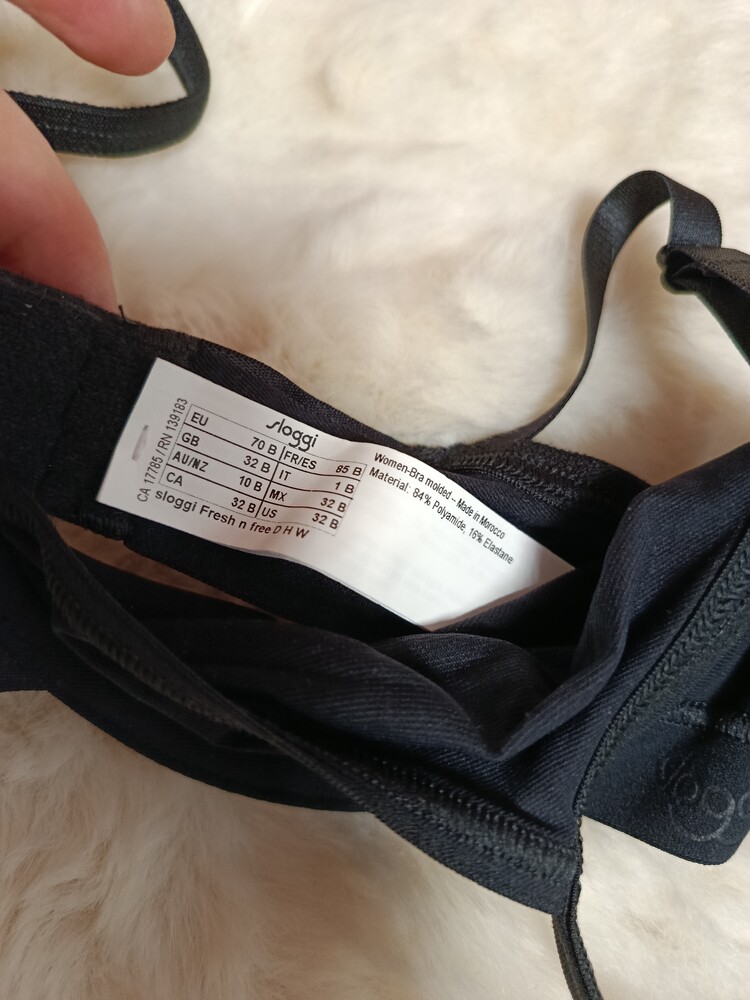 sloggi
EU 70 B FR/ES 85 B
GB 32 B IT 1 B
AU/NZ 10 B MX 32 B
CA 32 B US 32 B
sloggi Fresh n free D H W
CA 17785 / RN 139183
Women-Bra molded – Made in Morocco
Material: 84% Polyamide, 16% Elastane
slogg